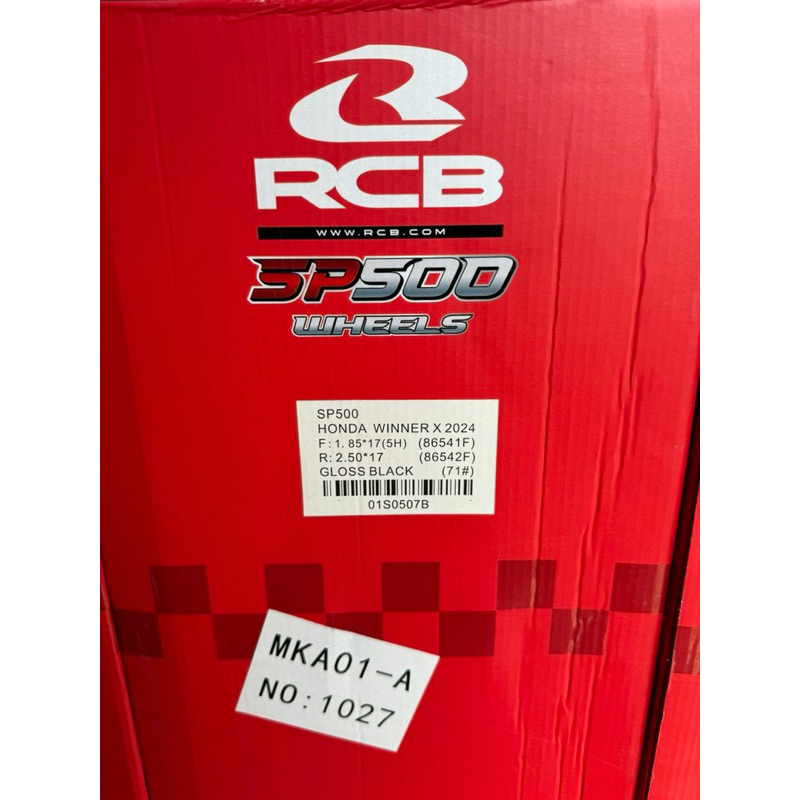 RCB
WWW.RCB.COM
SP500
WHEELS
SP500
HONDA WINNER X 2024
F:1.85*17(5H) (86541F)
R:2.50*17 (86542F)
GLOSS BLACK (71#)
01S0507B
MKA01-A
NO:1027